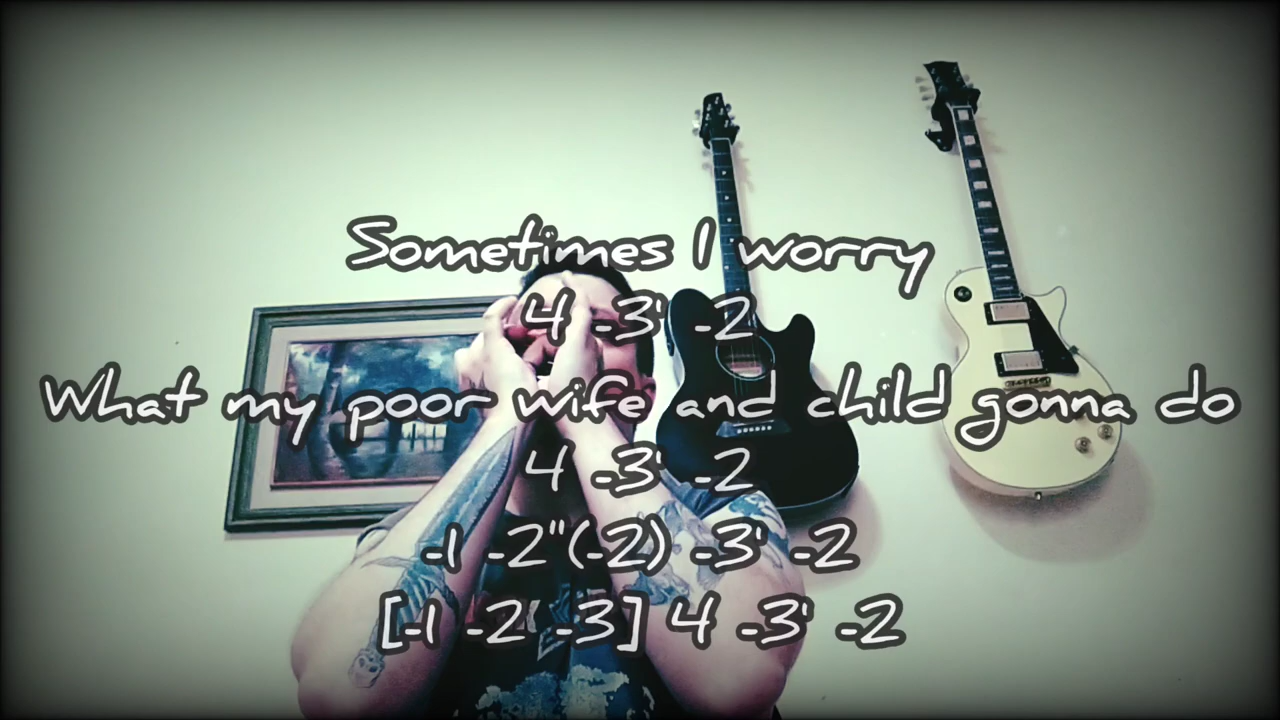 Sometimes I worry
4 -3' -2
What my poor wife and child gonna do
4 -3' -2
-1 -2"(-2) -3' -2
[-1 -2 -3] 4 -3' -2